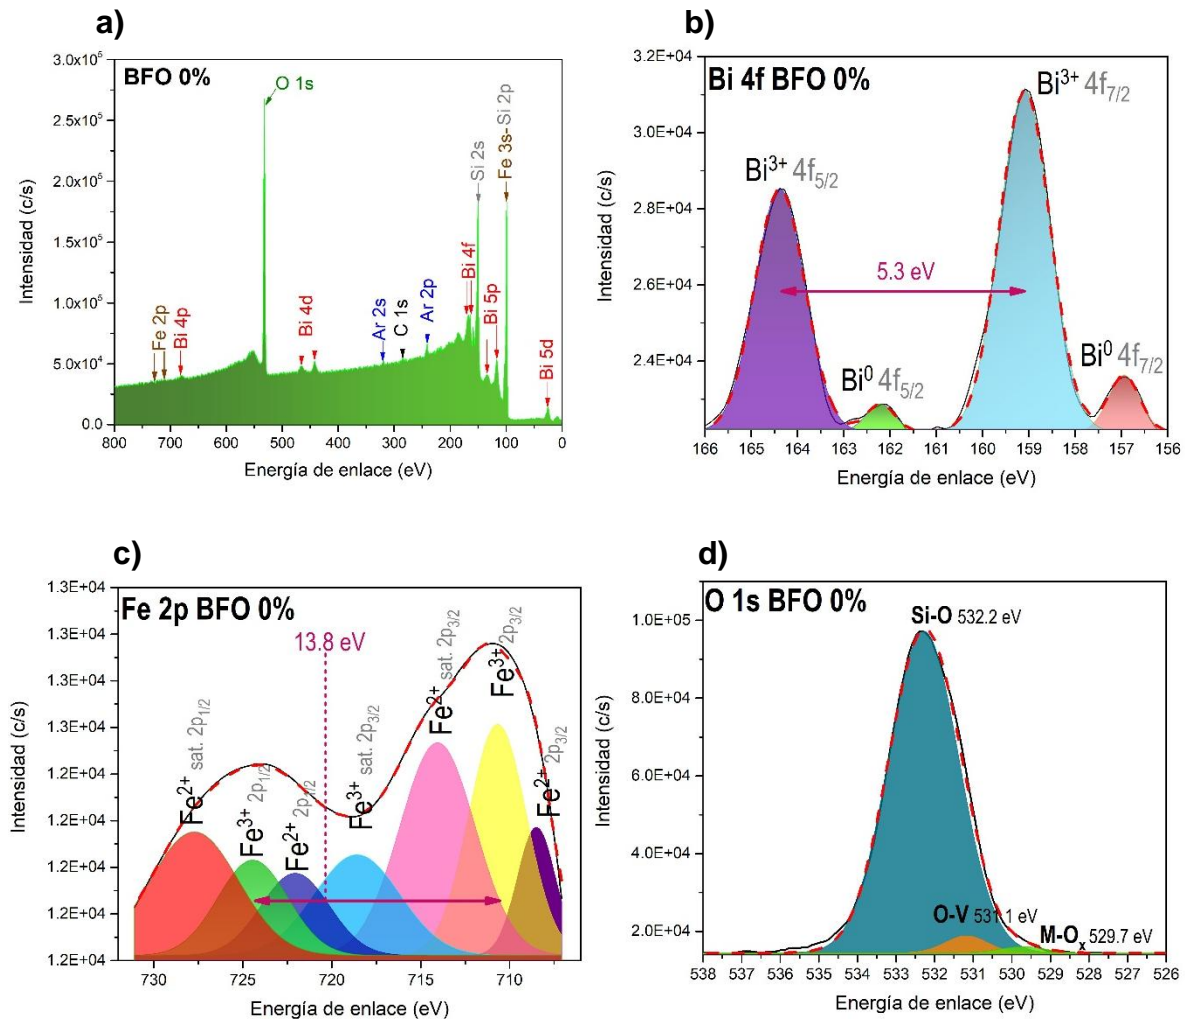 a)
BFO 0%
O 1s
Fe 2p
Bi 4p
Bi 4d
Ar 2s
C 1s
Ar 2p
Bi 4f
Si 2s
Bi 5p
Fe 3s-Si 2p
Bi 5d
3.0x10⁵
2.5x10⁵
2.0x10⁵
1.5x10⁵
1.0x10⁵
5.0x10⁴
0.0
800 700 600 500 400 300 200 100 0
Intensidad (c/s)
Energía de enlace (eV)
b)
Bi 4f BFO 0%
Bi³⁺ 4f₇/₂
Bi³⁺ 4f₅/₂
5.3 eV
Bi⁰ 4f₅/₂
Bi⁰ 4f₇/₂
3.2E+04
3.0E+04
2.8E+04
2.6E+04
2.4E+04
166 165 164 163 162 161 160 159 158 157 156
Intensidad (c/s)
Energía de enlace (eV)
c)
Fe 2p BFO 0%
13.8 eV
Fe²⁺ sat. 2p₁/₂
Fe³⁺ 2p₁/₂
Fe²⁺ 2p₁/₂
Fe³⁺ sat. 2p₃/₂
Fe²⁺ sat. 2p₃/₂
Fe³⁺ 2p₃/₂
Fe²⁺ 2p₃/₂
1.3E+04
1.3E+04
1.3E+04
1.3E+04
1.2E+04
1.2E+04
1.2E+04
1.2E+04
1.2E+04
730 725 720 715 710
Intensidad (c/s)
Energía de enlace (eV)
d)
O 1s BFO 0%
Si-O 532.2 eV
O-V 531.1 eV
M-Oₓ 529.7 eV
1.0E+05
8.0E+04
6.0E+04
4.0E+04
2.0E+04
538 537 536 535 534 533 532 531 530 529 528 527 526
Intensidad (c/s)
Energía de enlace (eV)